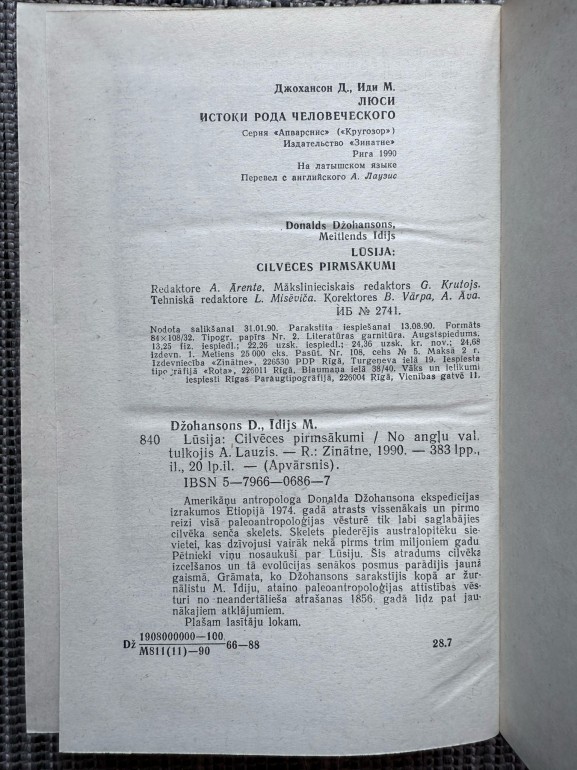 Джохансон Д., Иди М.
ЛЮСИ
ИСТОКИ РОДА ЧЕЛОВЕЧЕСКОГО
Серия «Апварснис» («Кругозор»)
Издательство «Зинатне»
Рига 1990
На латышском языке
Перевел с английского А. Лаузис
Donalds Džohansons,
Meitlends Idijs
LŪSIJA:
CILVĒCES PIRMSĀKUMI
Redaktore A. Ārente. Mākslinieciskais redaktors G. Krutojs.
Tehniskā redaktore L. Misēviča. Korektores B. Vārpa, A. Ava.
ИБ № 2741.
Nodota salikšanai 31.01.90. Parakstīta iespiešanai 13.08.90. Formāts
84×108/32. Tipogr. papīrs Nr. 2. Literatūras garnitūra. Augstspiedums.
13,25 fiz. iespiedl.; 22,26 uzsk. iespiedl.; 24,36 uzsk. kr. nov.; 24,68
izdevn. l. Metiens 25 000 eks. Pasūt. Nr. 108, cehs № 5. Maksā 2 r.
Izdevniecība «Zinātne», 226530 PDP Rīgā, Turgeņeva ielā 19. Iespiesta
tipogrāfijā «Rota», 226011 Rīgā, Blaumaņa ielā 38/40. Vāks un ielikumi
iespiesti Rīgas Paraugtipogrāfijā, 226004 Rīgā, Vienības gatvē 11.
Džohansons D., Idijs M.
840 Lūsija: Cilvēces pirmsākumi / No angļu val.
tulkojis A. Lauzis. — R.: Zinātne, 1990. — 383 lpp.,
il., 20 lp.il. — (Apvārsnis).
IBSN 5—7966—0686—7
Amerikāņu antropologa Donalda Džohansona ekspedīcijas
izrakumos Etiopijā 1974. gadā atrasts vissenākais un pirmo
reizi visā paleoantropoloģijas vēsturē tik labi saglabājies
cilvēka senča skelets. Skelets piederējis australopitēku sie-
vietei, kas dzīvojusi vairāk nekā pirms trim miljoniem gadu
Pētnieki viņu nosaukuši par Lūsiju. Šis atradums cilvēka
izcelšanos un tā evolūcijas senākos posmus parādījis jaunā
gaismā. Grāmata, ko Džohansons sarakstījis kopā ar žur-
nālistu M. Idiju, ataino paleoantropoloģijas attīstības vēs-
turi no neandertālieša atrašanas 1856. gadā līdz pat jau-
nākajiem atklājumiem.
Plašam lasītāju lokam.
Dž 1908000000—100 66—88 28.7
M811(11)—90